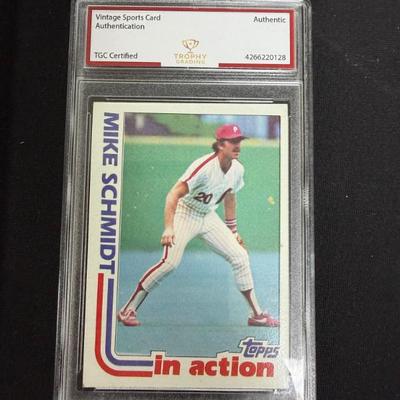 Vintage Sports Card
Authentication
Authentic
TROPHY
GRADING
TGC Certified
4266220128
MIKE SCHMIDT
P
20
topps
in action